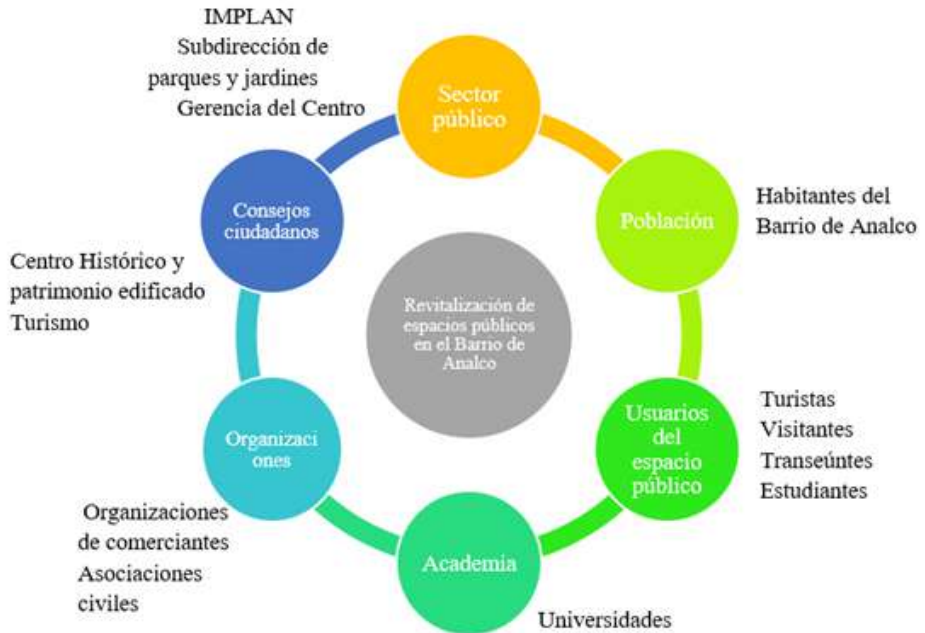 IMPLAN
Subdirección de
parques y jardines
Gerencia del Centro
Sector
público
Habitantes del
Barrio de Analco
Población
Turistas
Visitantes
Transeúntes
Estudiantes
Usuarios
del
espacio
público
Universidades
Academia
Organizaciones
de comerciantes
Asociaciones
civiles
Organizaci
ones
Centro Histórico y
patrimonio edificado
Turismo
Consejos
ciudadanos
Revitalización de
espacios públicos
en el Barrio de
Analco